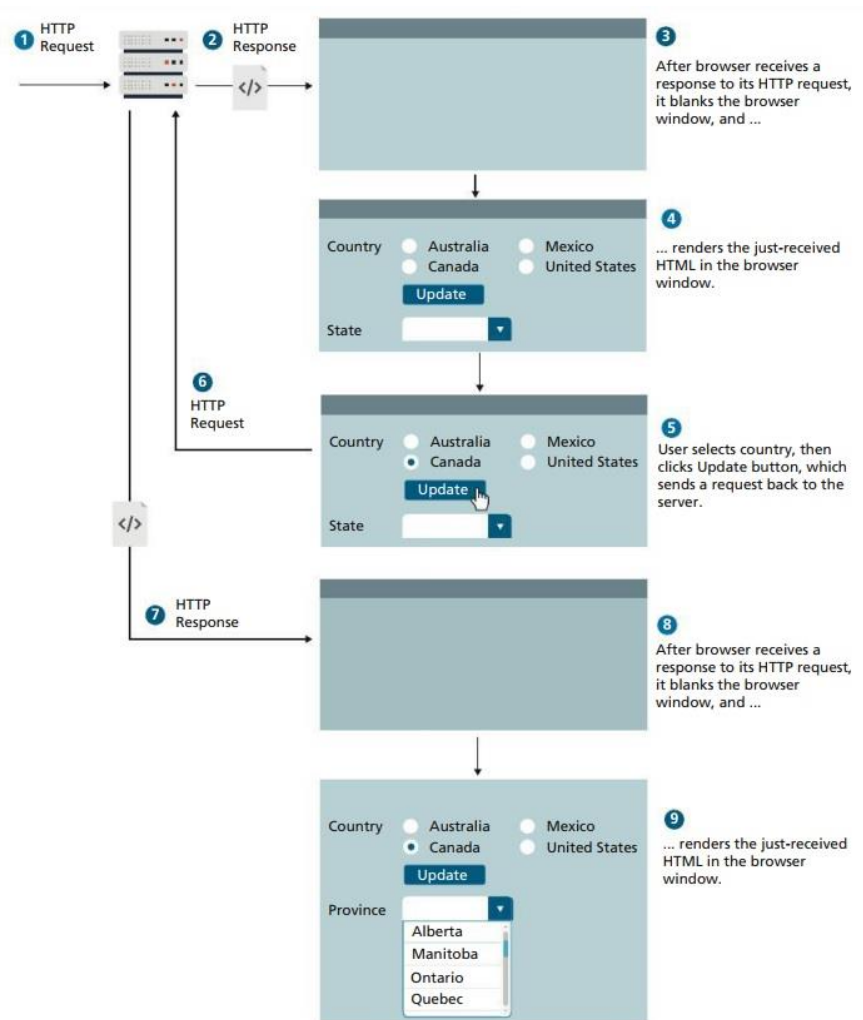 1 HTTP
Request
2 HTTP
Response
</>
3
After browser receives a
response to its HTTP request,
it blanks the browser
window, and ...
4
... renders the just-received
HTML in the browser
window.
Country Australia Mexico
Canada United States
Update
State
6
HTTP
Request
5
User selects country, then
clicks Update button, which
sends a request back to the
server.
Country Australia Mexico
Canada United States
Update
State
</>
7 HTTP
Response
8
After browser receives a
response to its HTTP request,
it blanks the browser
window, and ...
9
... renders the just-received
HTML in the browser
window.
Country Australia Mexico
Canada United States
Update
Province
Alberta
Manitoba
Ontario
Quebec